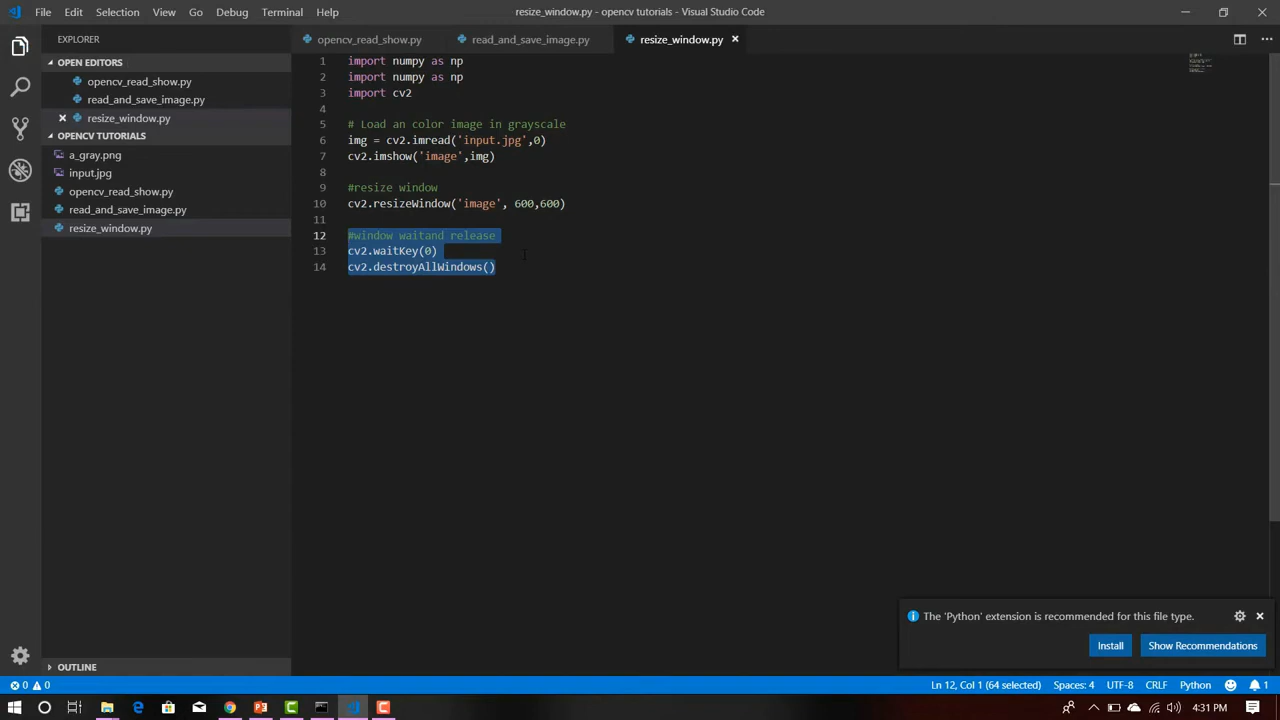 File Edit Selection View Go Debug Terminal Help
resize_window.py - opencv tutorials - Visual Studio Code
EXPLORER
OPEN EDITORS
opencv_read_show.py
read_and_save_image.py
resize_window.py
OPENCV TUTORIALS
a_gray.png
input.jpg
opencv_read_show.py
read_and_save_image.py
resize_window.py
OUTLINE
opencv_read_show.py read_and_save_image.py resize_window.py
1 import numpy as np
2 import numpy as np
3 import cv2
4
5 # Load an color image in grayscale
6 img = cv2.imread('input.jpg',0)
7 cv2.imshow('image',img)
8
9 #resize window
10 cv2.resizeWindow('image', 600,600)
11
12 #window waitand release
13 cv2.waitKey(0)
14 cv2.destroyAllWindows()
The 'Python' extension is recommended for this file type.
Install Show Recommendations
0 0 Ln 12, Col 1 (64 selected) Spaces: 4 UTF-8 CRLF Python 1
4:31 PM